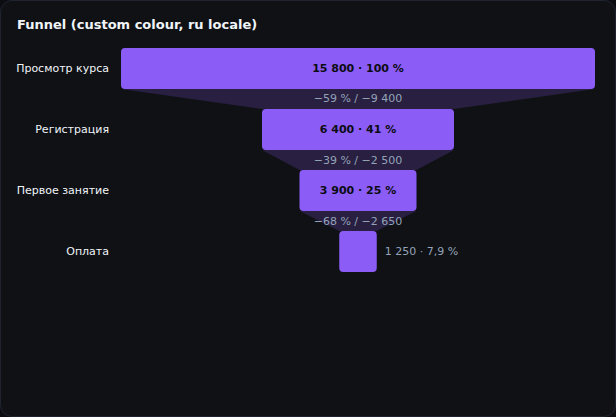 Funnel (custom colour, ru locale)
Просмотр курса
15 800 · 100 %
−59 % / −9 400
Регистрация
6 400 · 41 %
−39 % / −2 500
Первое занятие
3 900 · 25 %
−68 % / −2 650
Оплата
1 250 · 7,9 %